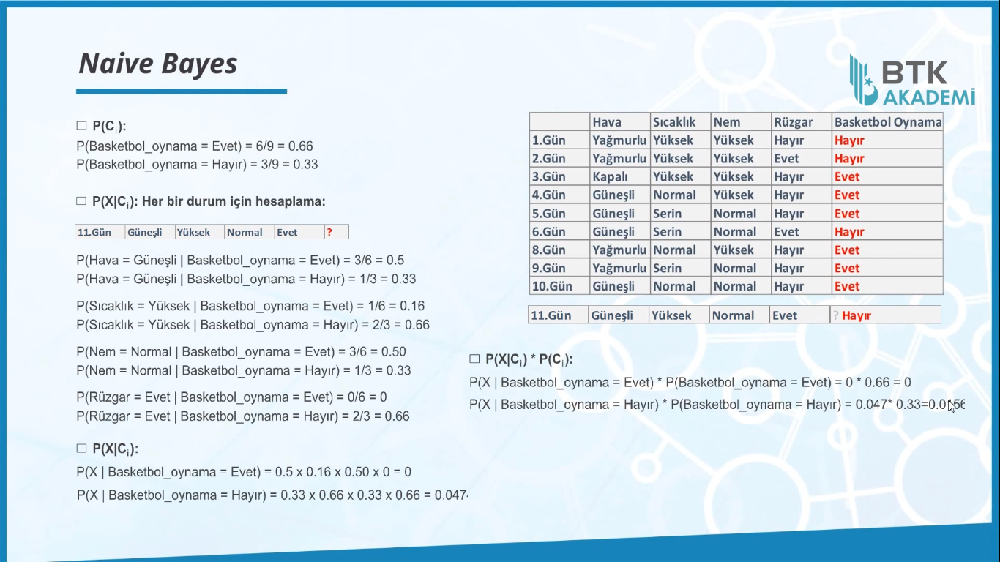 Naive Bayes
BTK
AKADEMİ
☐ P(Cᵢ):
P(Basketbol_oynama = Evet) = 6/9 = 0.66
P(Basketbol_oynama = Hayır) = 3/9 = 0.33
☐ P(X|Cᵢ): Her bir durum için hesaplama:
11.Gün Güneşli Yüksek Normal Evet ?
P(Hava = Güneşli | Basketbol_oynama = Evet) = 3/6 = 0.5
P(Hava = Güneşli | Basketbol_oynama = Hayır) = 1/3 = 0.33
P(Sıcaklık = Yüksek | Basketbol_oynama = Evet) = 1/6 = 0.16
P(Sıcaklık = Yüksek | Basketbol_oynama = Hayır) = 2/3 = 0.66
P(Nem = Normal | Basketbol_oynama = Evet) = 3/6 = 0.50
P(Nem = Normal | Basketbol_oynama = Hayır) = 1/3 = 0.33
P(Rüzgar = Evet | Basketbol_oynama = Evet) = 0/6 = 0
P(Rüzgar = Evet | Basketbol_oynama = Hayır) = 2/3 = 0.66
☐ P(X|Cᵢ):
P(X | Basketbol_oynama = Evet) = 0.5 x 0.16 x 0.50 x 0 = 0
P(X | Basketbol_oynama = Hayır) = 0.33 x 0.66 x 0.33 x 0.66 = 0.047
Hava Sıcaklık Nem Rüzgar Basketbol Oynama
1.Gün Yağmurlu Yüksek Yüksek Hayır Hayır
2.Gün Yağmurlu Yüksek Yüksek Evet Hayır
3.Gün Kapalı Yüksek Yüksek Hayır Evet
4.Gün Güneşli Normal Yüksek Hayır Evet
5.Gün Güneşli Serin Normal Hayır Evet
6.Gün Güneşli Serin Normal Evet Hayır
8.Gün Yağmurlu Normal Yüksek Hayır Evet
9.Gün Yağmurlu Serin Normal Hayır Evet
10.Gün Güneşli Normal Normal Hayır Evet
11.Gün Güneşli Yüksek Normal Evet ? Hayır
☐ P(X|Cᵢ) * P(Cᵢ):
P(X | Basketbol_oynama = Evet) * P(Basketbol_oynama = Evet) = 0 * 0.66 = 0
P(X | Basketbol_oynama = Hayır) * P(Basketbol_oynama = Hayır) = 0.047* 0.33=